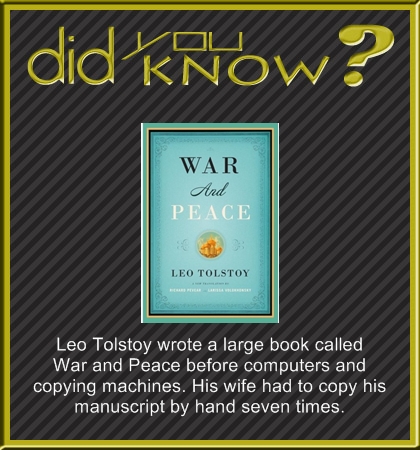 did you know?
WAR
And
PEACE
LEO TOLSTOY
Leo Tolstoy wrote a large book called
War and Peace before computers and
copying machines. His wife had to copy his
manuscript by hand seven times.